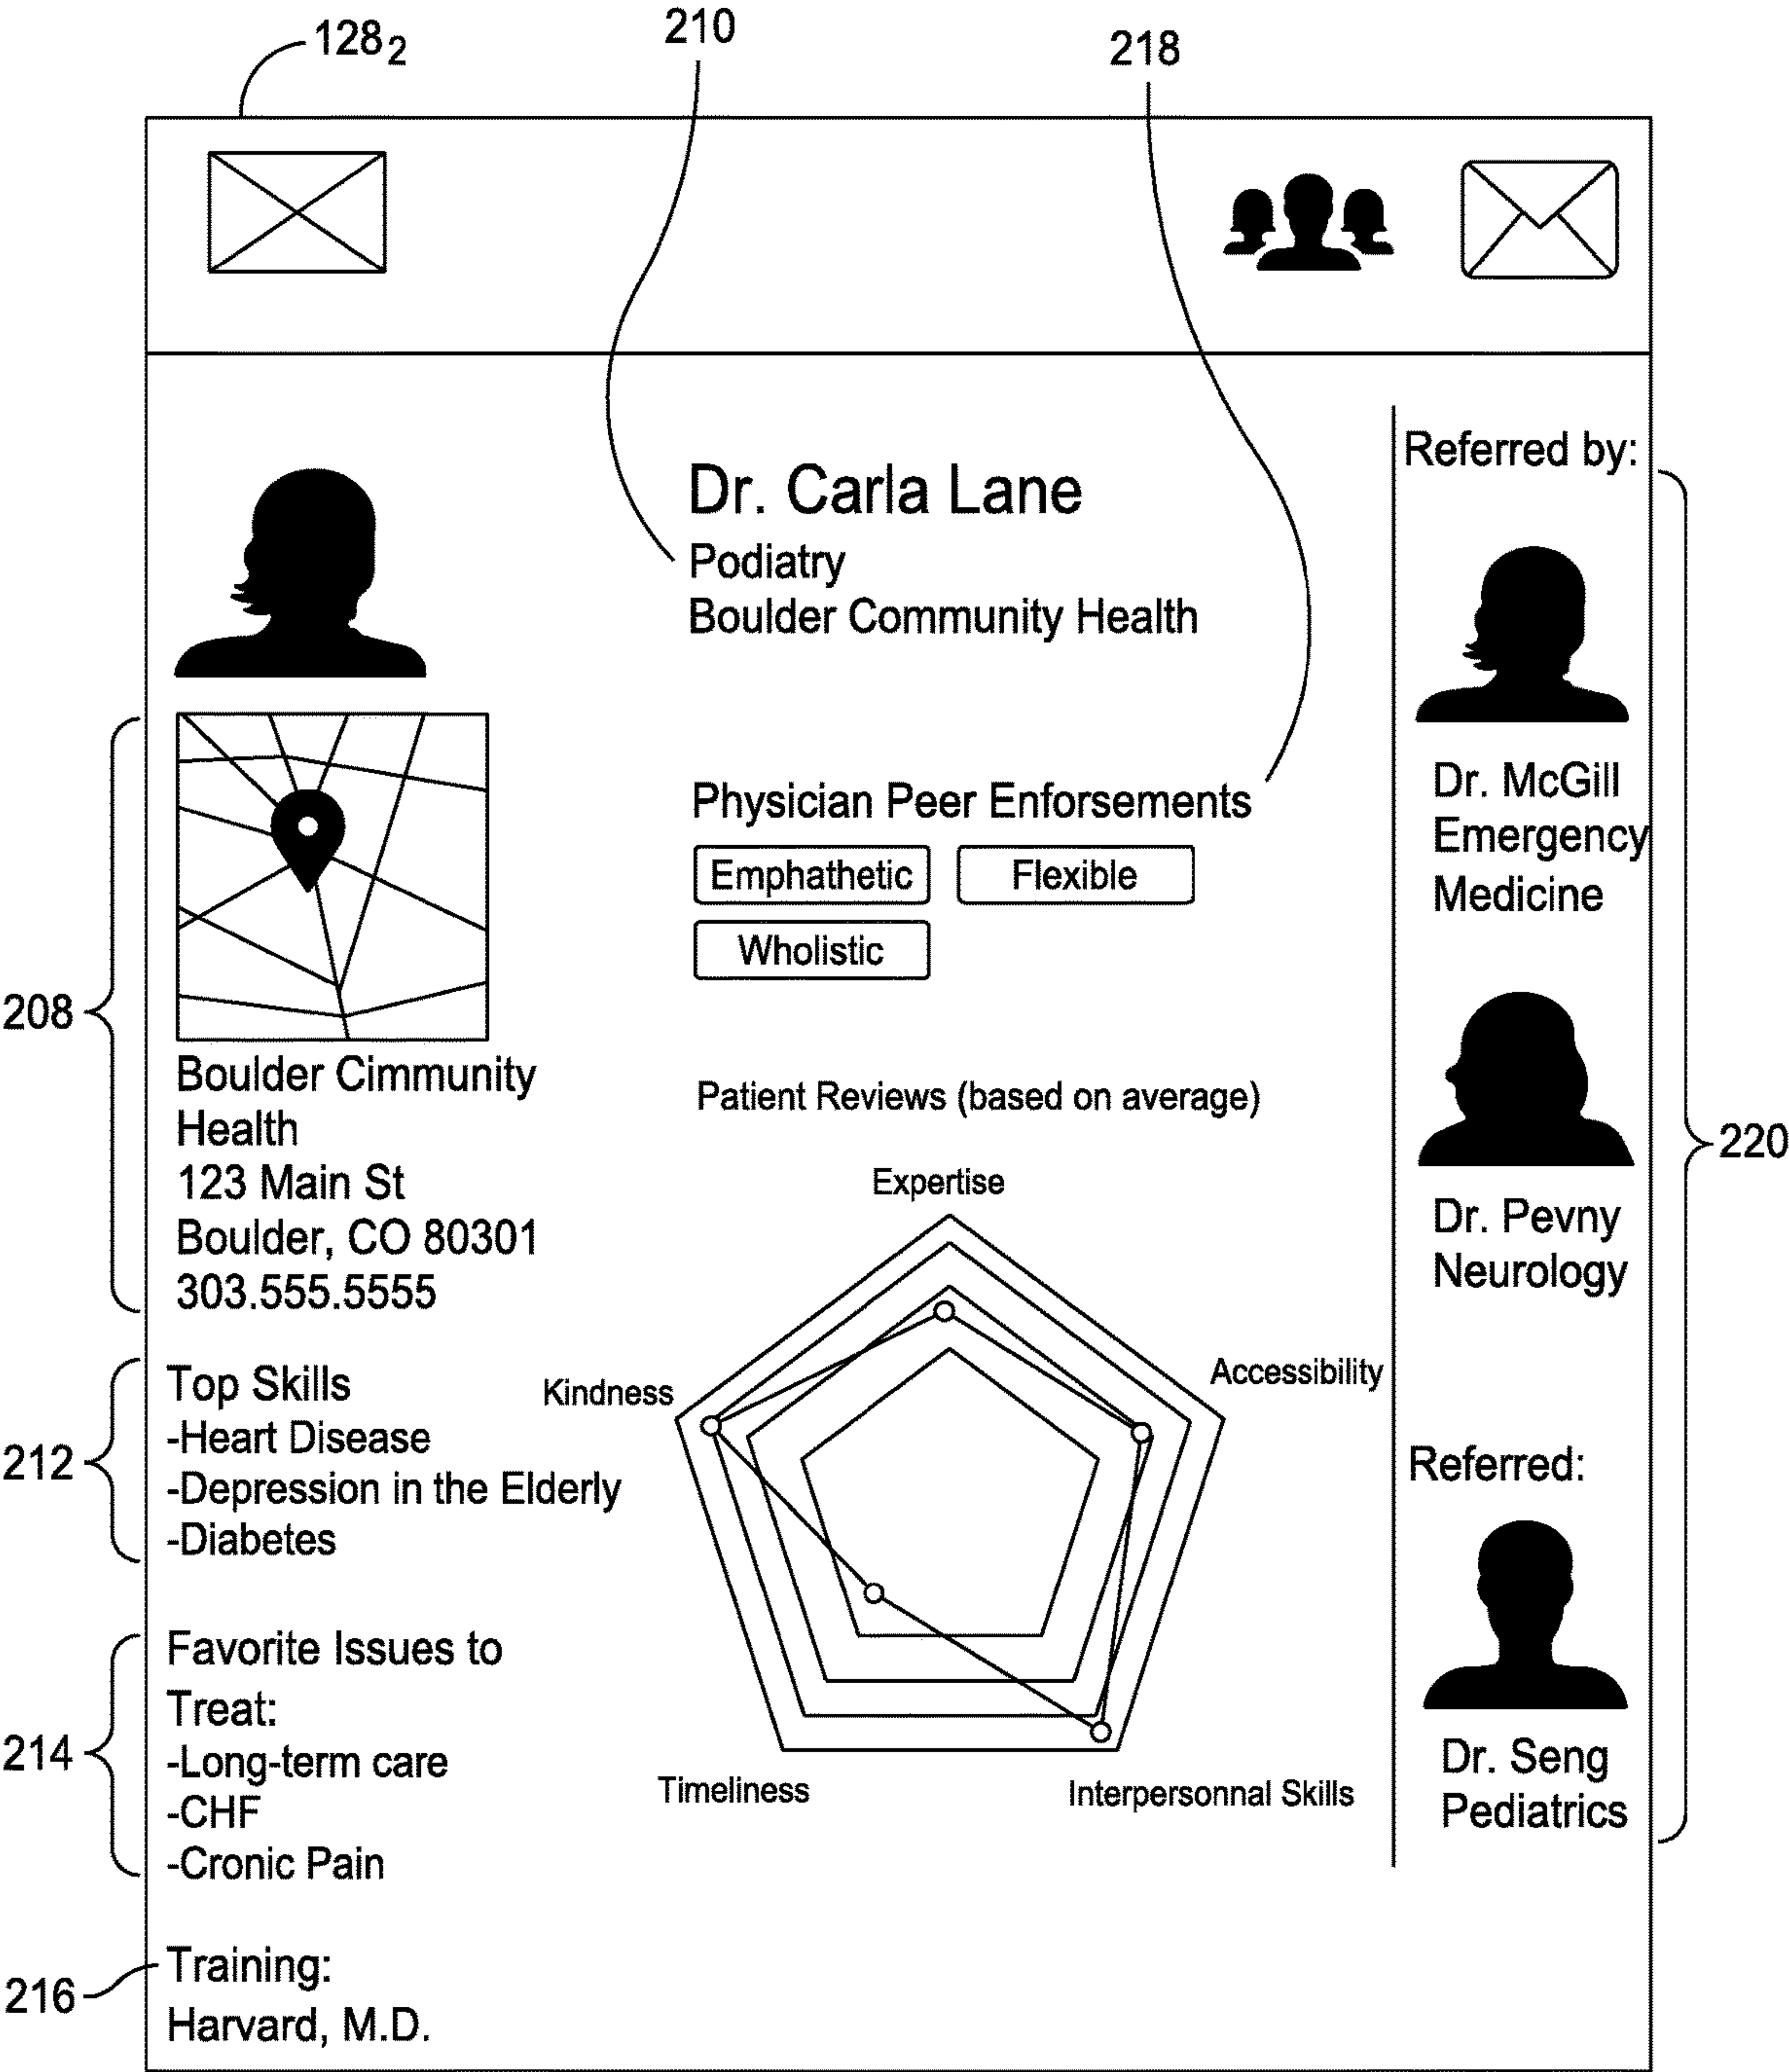 128₂
210
218
Dr. Carla Lane
Podiatry
Boulder Community Health
208
Boulder Cimmunity
Health
123 Main St
Boulder, CO 80301
303.555.5555
212
Top Skills
-Heart Disease
-Depression in the Elderly
-Diabetes
214
Favorite Issues to
Treat:
-Long-term care
-CHF
-Cronic Pain
216
Training:
Harvard, M.D.
Physician Peer Enforsements
Emphathetic
Flexible
Wholistic
Patient Reviews (based on average)
Expertise
Kindness
Accessibility
Timeliness
Interpersonnal Skills
Referred by:
Dr. McGill
Emergency
Medicine
Dr. Pevny
Neurology
220
Referred:
Dr. Seng
Pediatrics